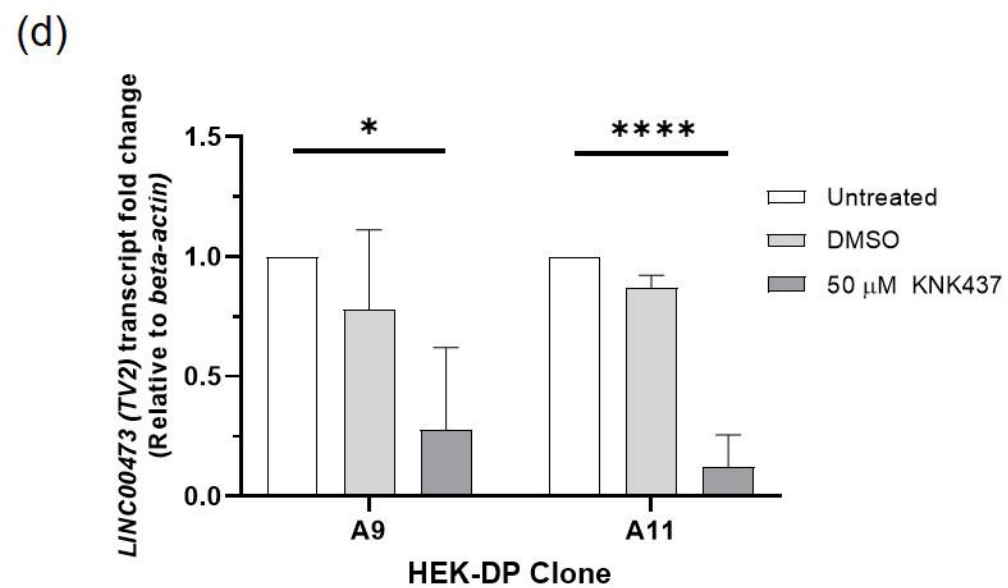 (d)
LINC00473 (TV2) transcript fold change
(Relative to beta-actin)
1.5
1.0
0.5
0.0
*
****
Untreated
DMSO
50 μM KNK437
A9
A11
HEK-DP Clone